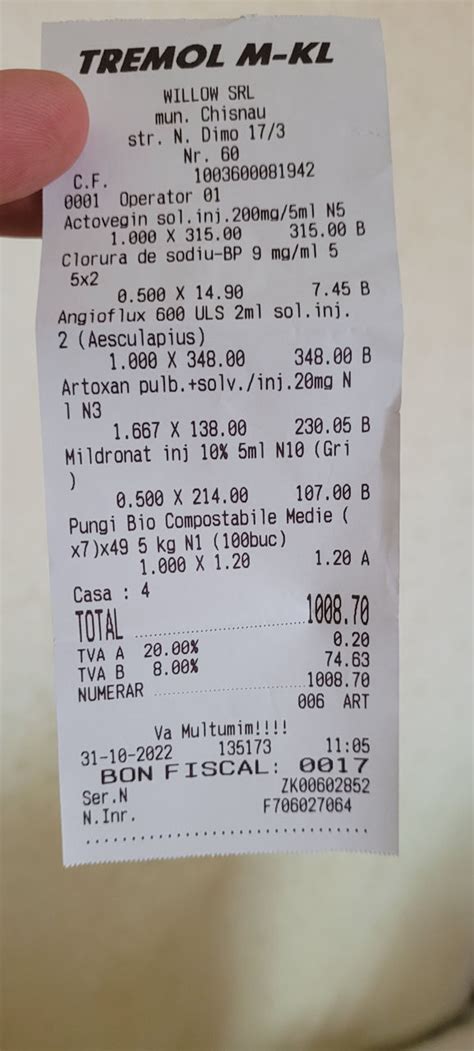 TREMOL M-KL
WILLOW SRL
mun. Chisnau
str. N. Dimo 17/3
Nr. 60
C.F. 1003600081942
0001 Operator 01
Actovegin sol.inj.200mg/5ml N5
1.000 X 315.00 315.00 B
Clorura de sodiu-BP 9 mg/ml 5
5x2
0.500 X 14.90 7.45 B
Angioflux 600 ULS 2ml sol.inj.
2 (Aesculapius)
1.000 X 348.00 348.00 B
Artoxan pulb.+solv./inj.20mg N
1 N3
1.667 X 138.00 230.05 B
Mildronat inj 10% 5ml N10 (Gri
)
0.500 X 214.00 107.00 B
Pungi Bio Compostabile Medie (
x7)x49 5 kg N1 (100buc)
1.000 X 1.20 1.20 A
Casa : 4
TOTAL 1008.70
TVA A 20.00% 0.20
TVA B 8.00% 74.63
NUMERAR 1008.70
006 ART
Va Multumim!!!!
31-10-2022 135173 11:05
BON FISCAL: 0017
Ser.N ZK00602852
N.Inr. F706027064